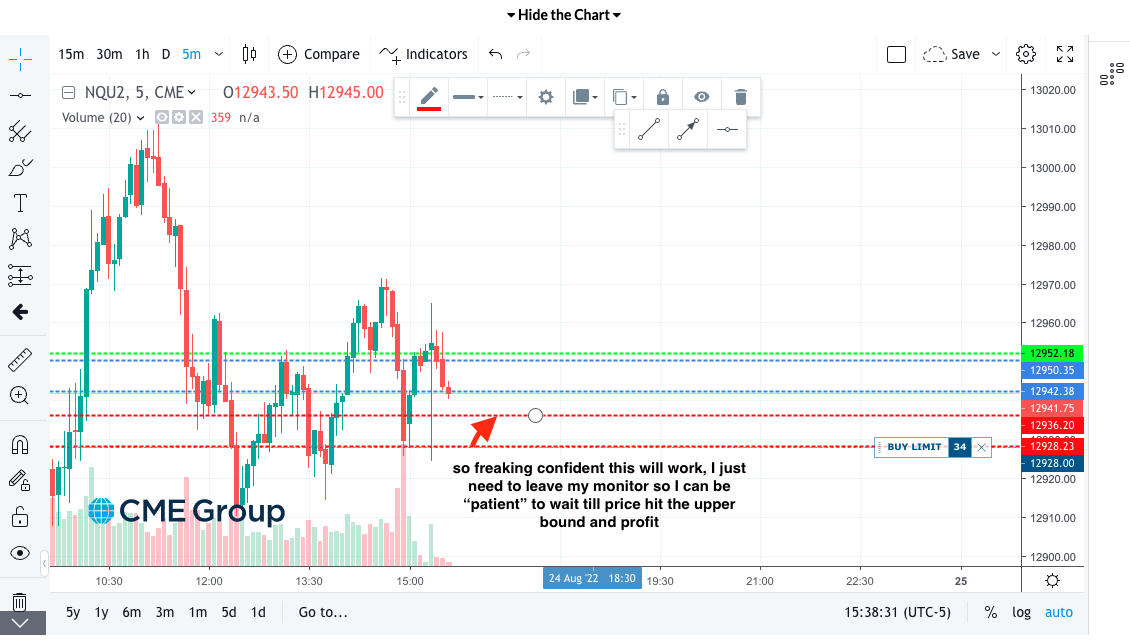 Hide the Chart
15m 30m 1h D 5m Compare Indicators Save
NQU2, 5, CME O12943.50 H12945.00
Volume (20) 359 n/a
13020.00
13010.00
13000.00
12990.00
12980.00
12970.00
12960.00
12952.18
12950.35
12942.38
12941.75
12936.20
BUY LIMIT 34
12928.23
12928.00
12920.00
12910.00
12900.00
so freaking confident this will work, I just
need to leave my monitor so I can be
“patient” to wait till price hit the upper
bound and profit
CME Group
10:30 12:00 13:30 15:00 24 Aug '22 18:30 19:30 21:00 22:30 25
5y 1y 6m 3m 1m 5d 1d Go to... 15:38:31 (UTC-5) % log auto